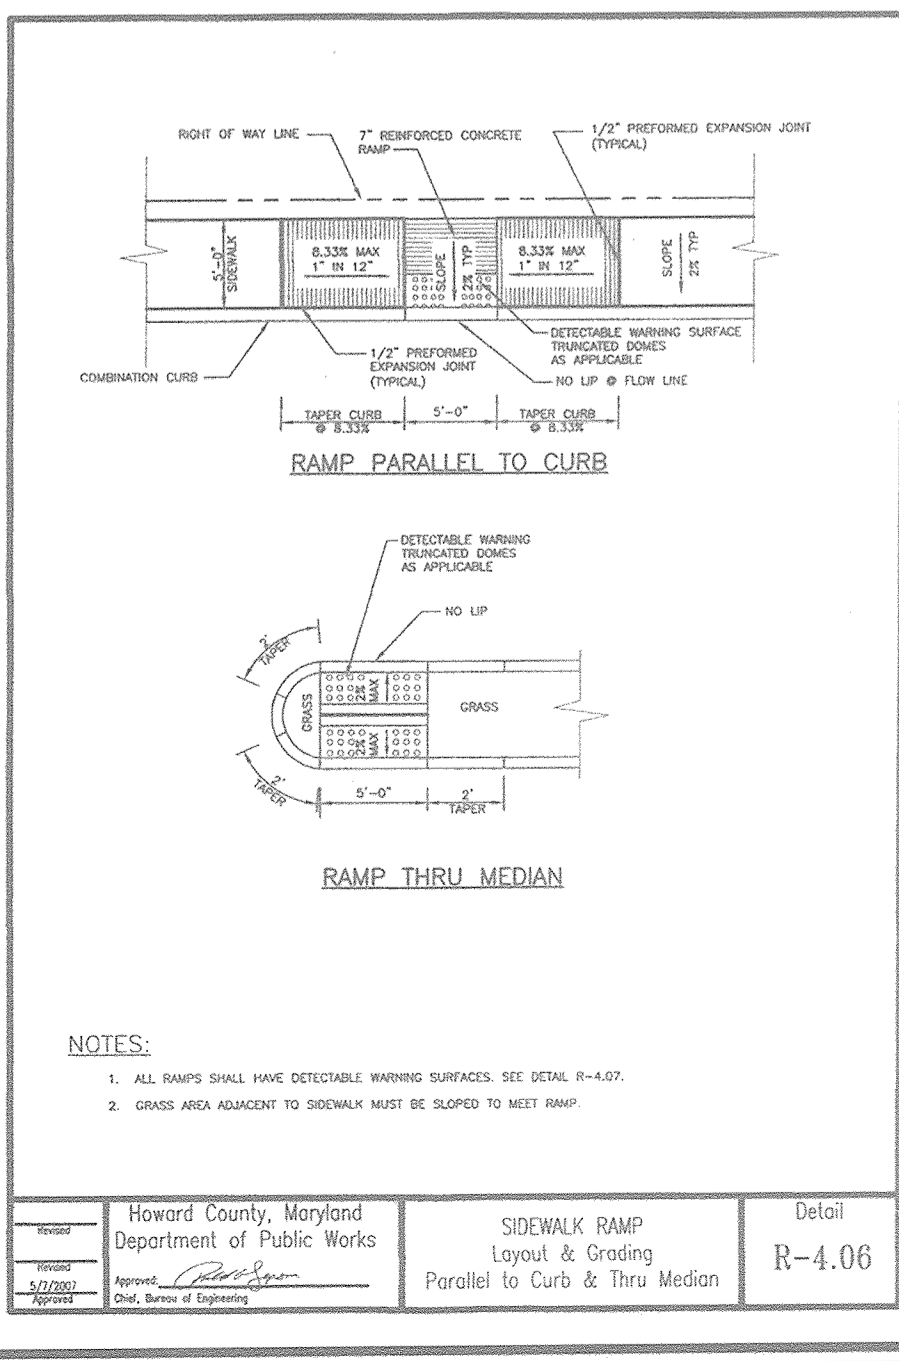 RIGHT OF WAY LINE
7" REINFORCED CONCRETE
RAMP
1/2" PREFORMED EXPANSION JOINT
(TYPICAL)
5'-0"
SIDEWALK
8.33% MAX
1" IN 12"
SLOPE
2% TYP
8.33% MAX
1" IN 12"
SLOPE
2% TYP
DETECTABLE WARNING SURFACE
TRUNCATED DOMES
AS APPLICABLE
COMBINATION CURB
1/2" PREFORMED
EXPANSION JOINT
(TYPICAL)
NO LIP @ FLOW LINE
TAPER CURB
@ 8.33%
5'-0"
TAPER CURB
@ 8.33%
RAMP PARALLEL TO CURB
DETECTABLE WARNING
TRUNCATED DOMES
AS APPLICABLE
NO LIP
2'
TAPER
GRASS
2%
MAX
GRASS
2%
MAX
2'
TAPER
5'-0"
2'
TAPER
RAMP THRU MEDIAN
NOTES:
1. ALL RAMPS SHALL HAVE DETECTABLE WARNING SURFACES. SEE DETAIL R-4.07.
2. GRASS AREA ADJACENT TO SIDEWALK MUST BE SLOPED TO MEET RAMP.
Revised
Revised
5/7/2007
Approved
Howard County, Maryland
Department of Public Works
Approved:
Chief, Bureau of Engineering
SIDEWALK RAMP
Layout & Grading
Parallel to Curb & Thru Median
Detail
R-4.06